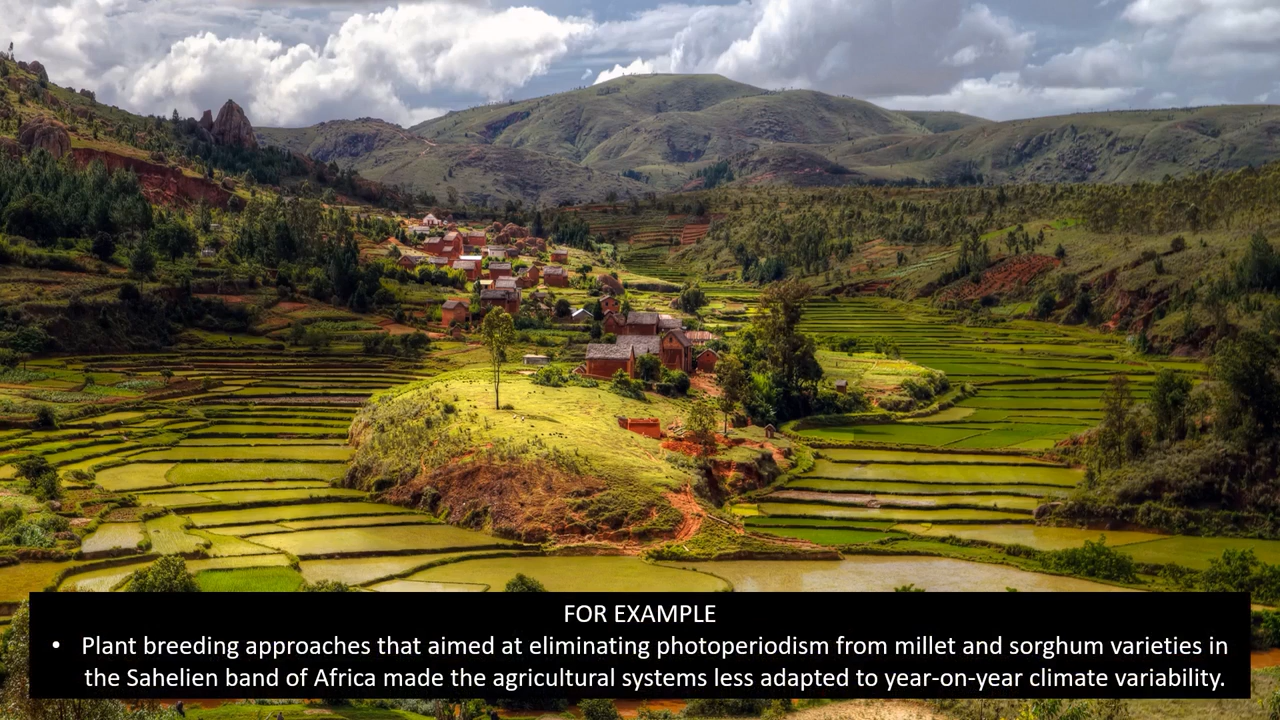 FOR EXAMPLE
• Plant breeding approaches that aimed at eliminating photoperiodism from millet and sorghum varieties in
the Sahelien band of Africa made the agricultural systems less adapted to year-on-year climate variability.